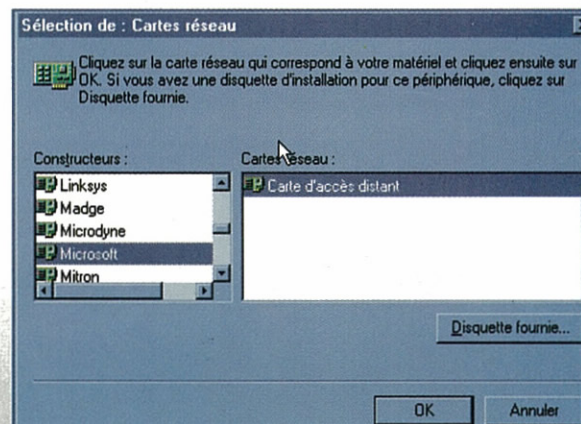 Sélection de : Cartes réseau
Cliquez sur la carte réseau qui correspond à votre matériel et cliquez ensuite sur
OK. Si vous avez une disquette d'installation pour ce périphérique, cliquez sur
Disquette fournie.
Constructeurs :
Cartes réseau :
Linksys
Madge
Microdyne
Microsoft
Mitron
Carte d'accès distant
Disquette fournie...
OK
Annuler